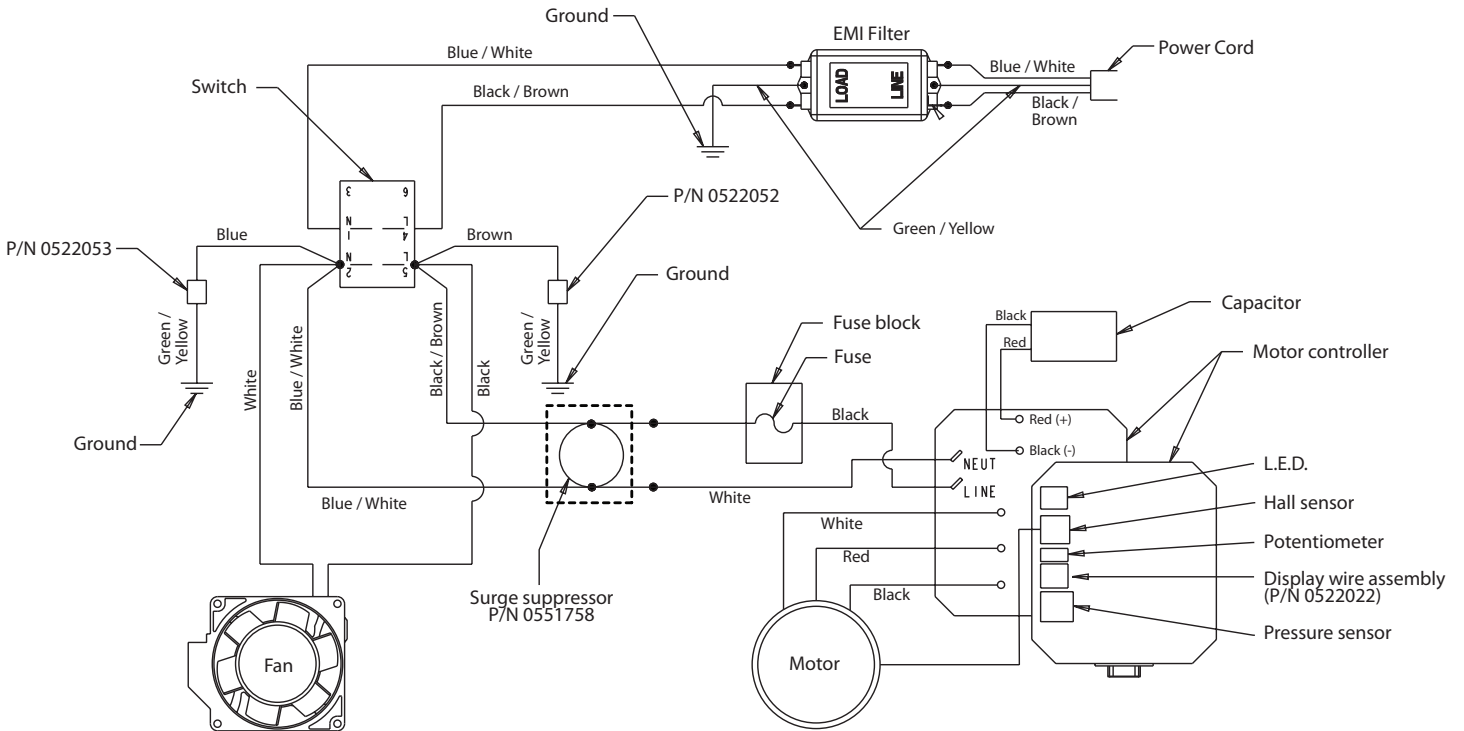 Ground
EMI Filter
Power Cord
Blue / White
Blue / White
Switch
LOAD
LINE
Black / Brown
Black /
Brown
Ground
3
6
P/N 0522052
N
1
L
4
Green / Yellow
P/N 0522053
Blue
Brown
N
2
L
5
Ground
Green /
Yellow
White
Blue / White
Black / Brown
Black
Green /
Yellow
Capacitor
Black
Red
Fuse block
Fuse
Motor controller
Black
Red (+)
Ground
Black (-)
NEUT
L.E.D.
LINE
Blue / White
White
Hall sensor
White
Potentiometer
Red
Display wire assembly
(P/N 0522022)
Black
Surge suppressor
P/N 0551758
Pressure sensor
Fan
Motor